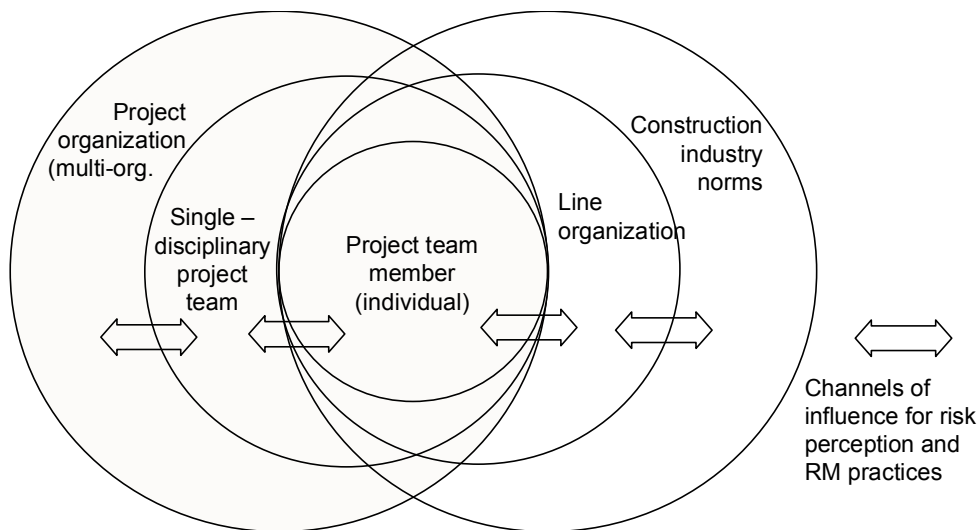 Project
organization
(multi-org.
Single –
disciplinary
project
team
Project team
member
(individual)
Line
organization
Construction
industry
norms
Channels of
influence for risk
perception and
RM practices